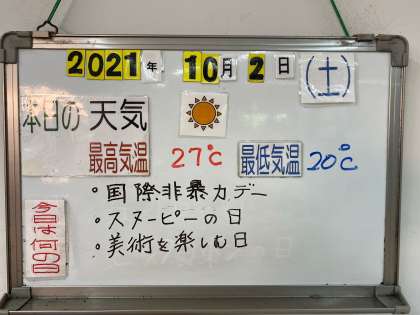 2021年 10月2日 (土)
本日の 天気
最高気温 27℃ 最低気温 20℃
今日は何の日
・国際非暴力デー
・スヌーピーの日
・美術を楽しむ日